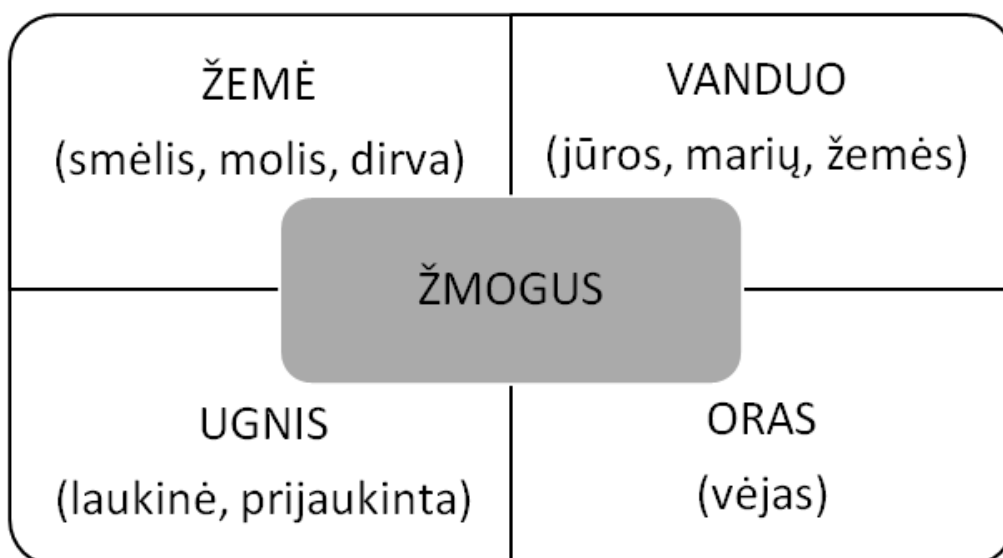 ŽEMĖ
(smėlis, molis, dirva)
VANDUO
(jūros, marių, žemės)
ŽMOGUS
UGNIS
(laukinė, prijaukinta)
ORAS
(vėjas)